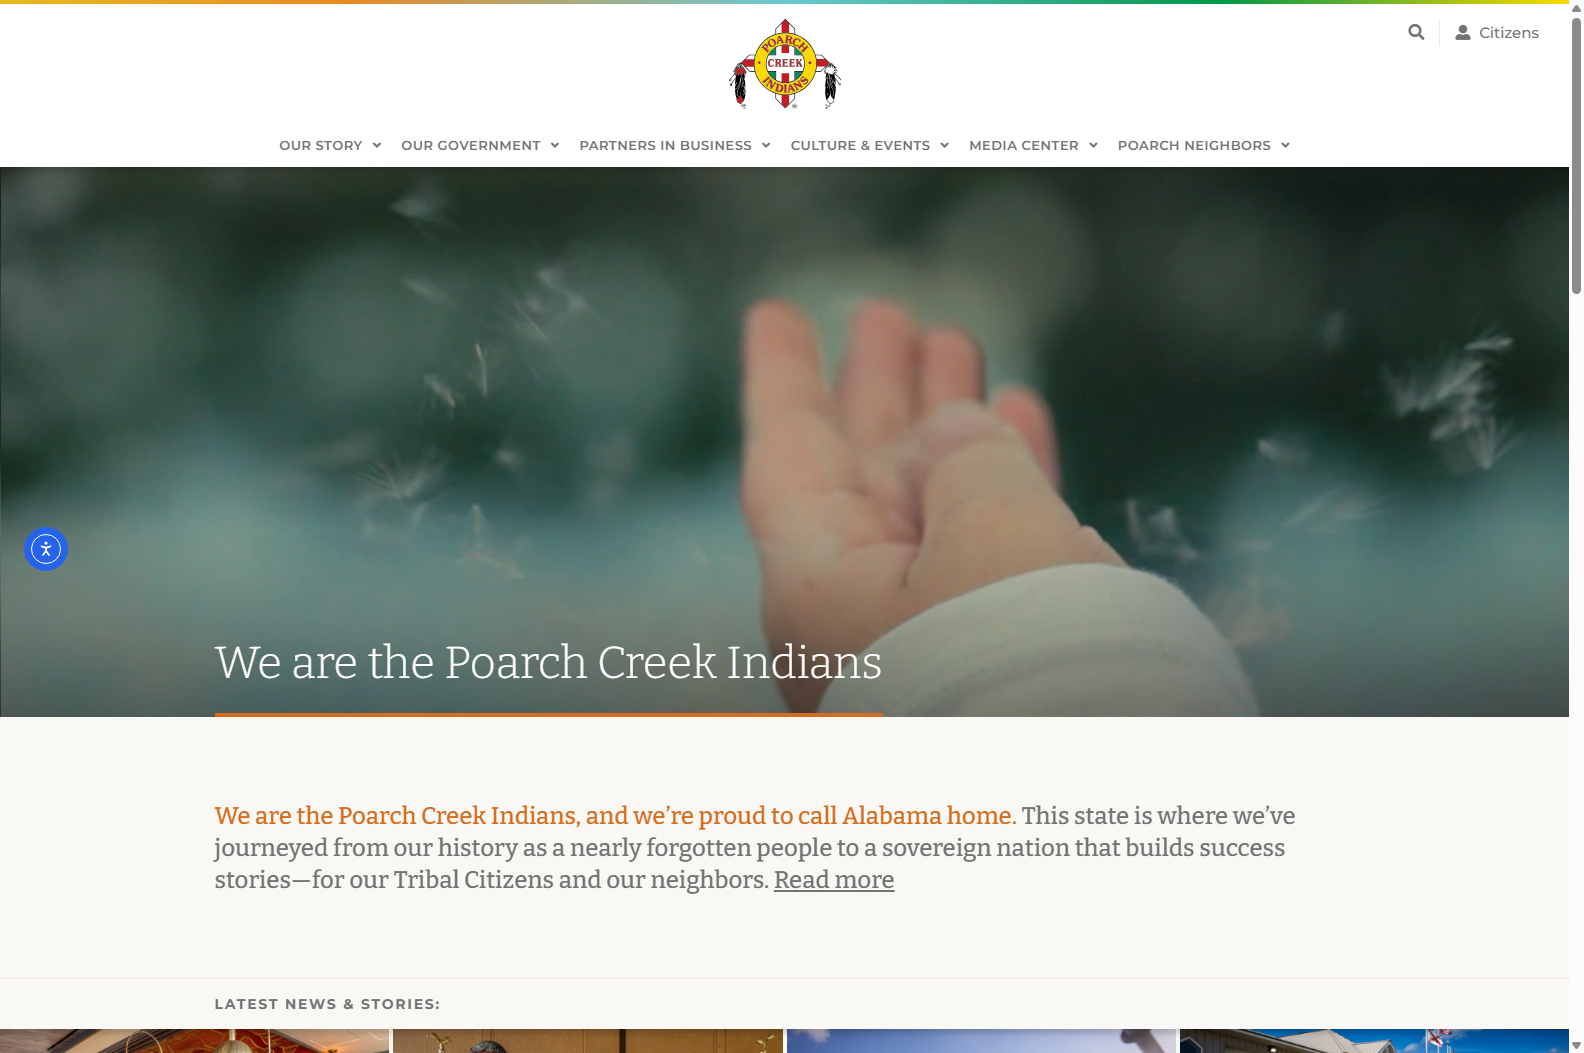 POARCH
CREEK
INDIANS
Citizens
OUR STORY
OUR GOVERNMENT
PARTNERS IN BUSINESS
CULTURE & EVENTS
MEDIA CENTER
POARCH NEIGHBORS
We are the Poarch Creek Indians
We are the Poarch Creek Indians, and we’re proud to call Alabama home. This state is where we’ve
journeyed from our history as a nearly forgotten people to a sovereign nation that builds success
stories—for our Tribal Citizens and our neighbors. Read more
LATEST NEWS & STORIES: